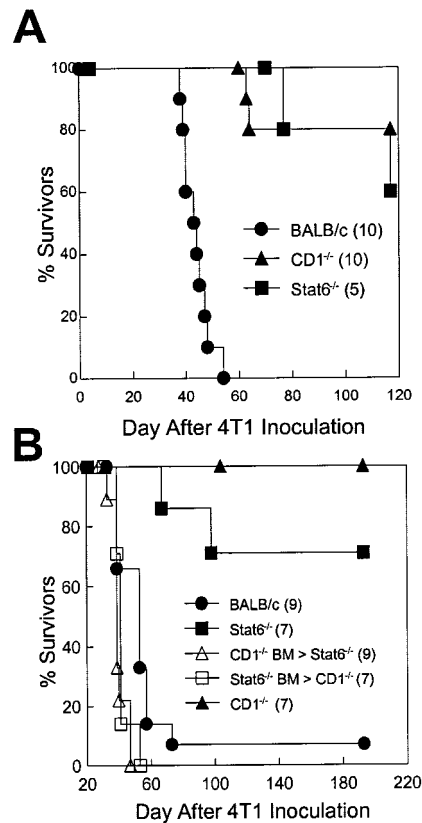 A
100
80
60
40
20
0
% Survivors
BALB/c (10)
CD1-/- (10)
Stat6-/- (5)
0 20 40 60 80 100 120
Day After 4T1 Inoculation
B
100
80
60
40
20
0
% Survivors
BALB/c (9)
Stat6-/- (7)
CD1-/- BM > Stat6-/- (9)
Stat6-/- BM > CD1-/- (7)
CD1-/- (7)
20 60 100 140 180 220
Day After 4T1 Inoculation